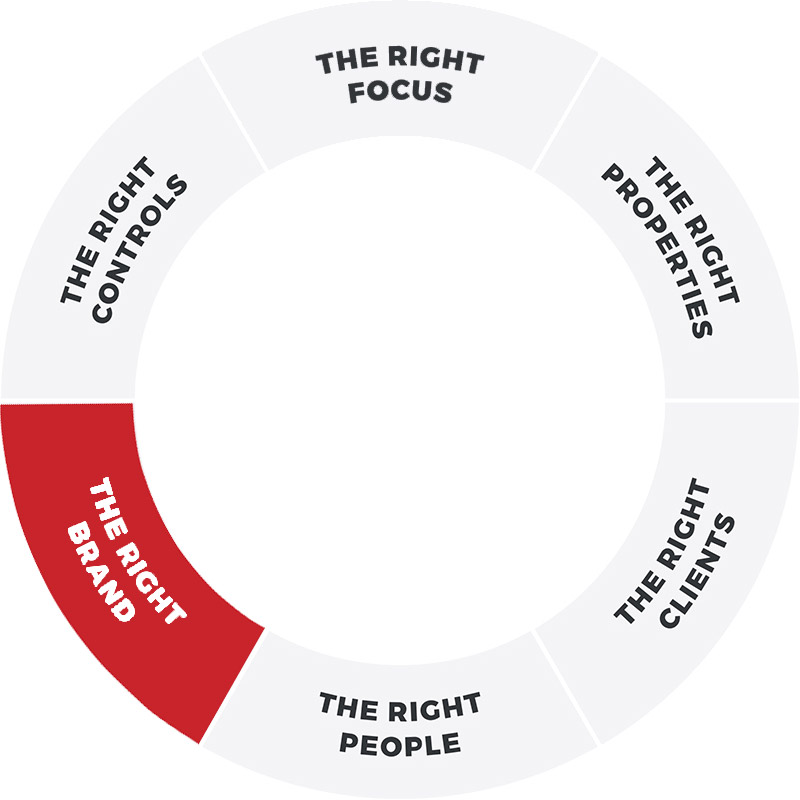 THE RIGHT
FOCUS
THE RIGHT
PROPERTIES
THE RIGHT
CLIENTS
THE RIGHT
PEOPLE
THE RIGHT
BRAND
THE RIGHT
CONTROLS